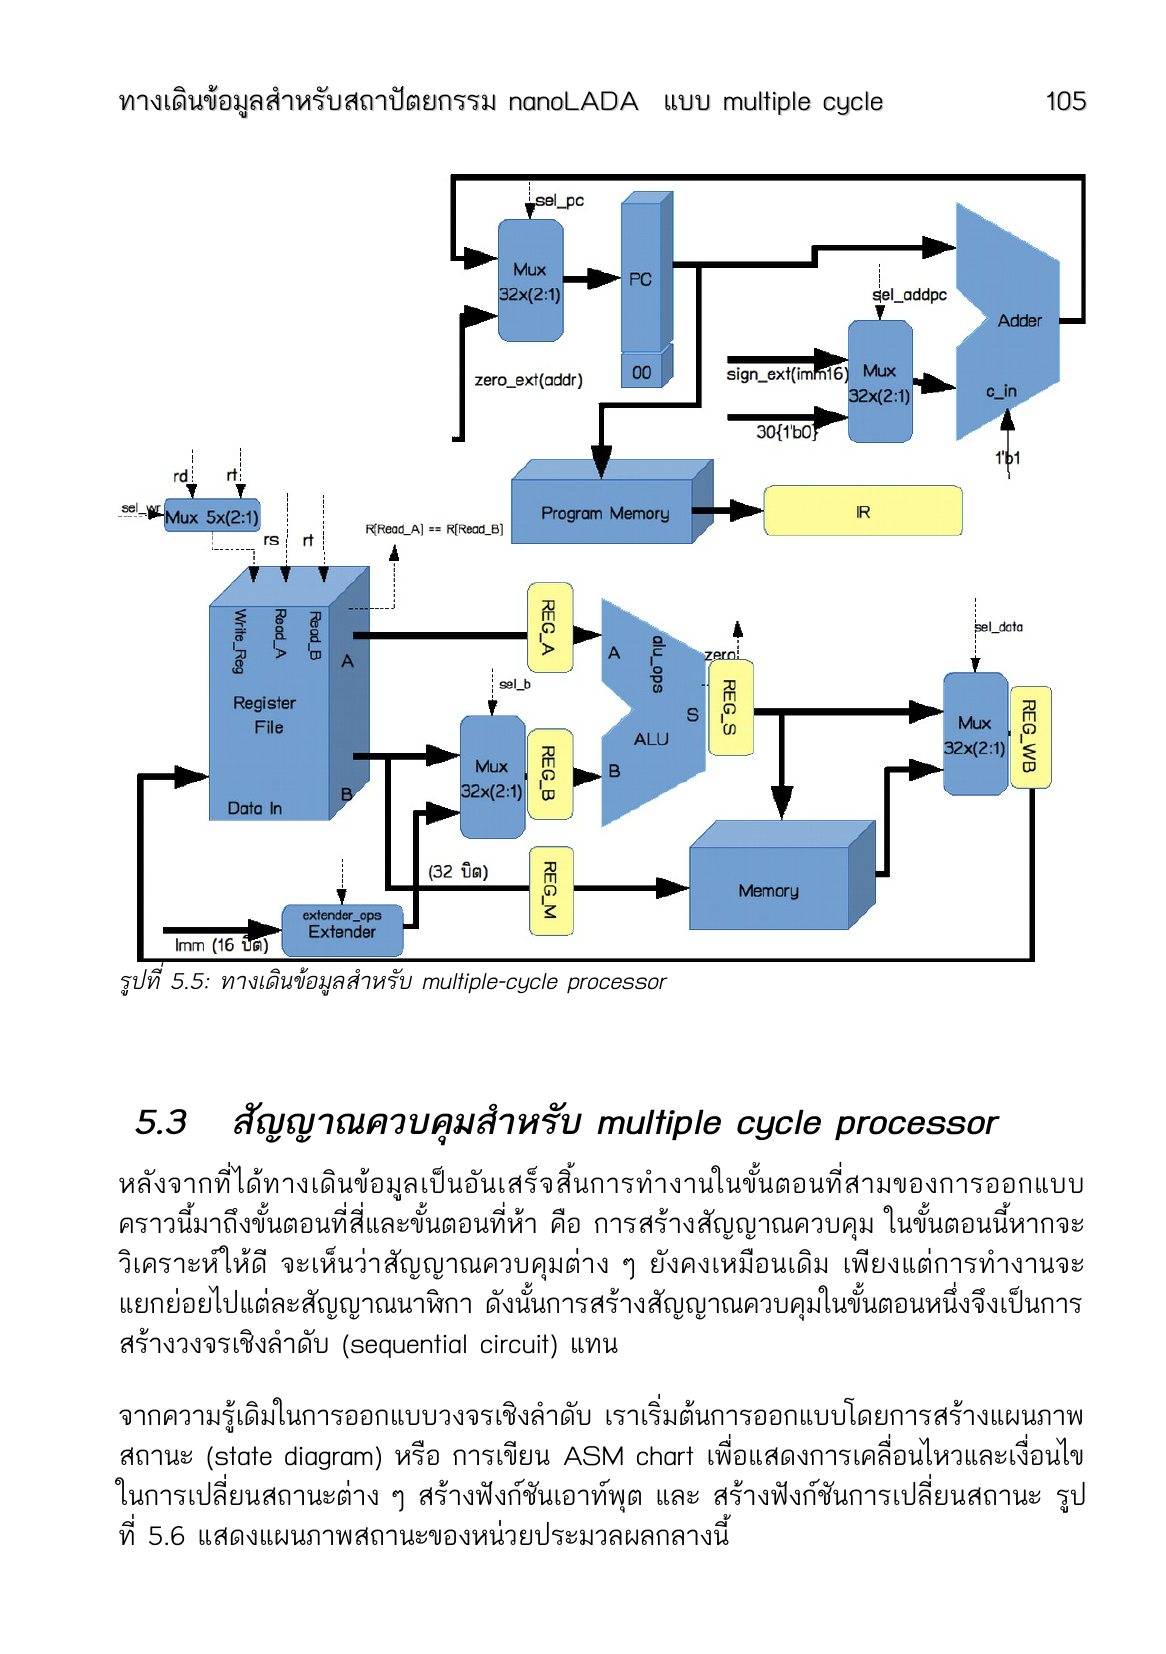 ทางเดินข้อมูลสำหรับสถาปัตยกรรม nanoLADA แบบ multiple cycle 105
sel_pc
Mux
32x(2:1)
PC
00
zero_ext(addr)
sel_addpc
Adder
sign_ext(imm16)
Mux
32x(2:1)
c_in
30{1'b0}
1'b1
rd
rt
sel_wr
Mux 5x(2:1)
rs
rt
R[Read_A] == R[Read_B]
Program Memory
IR
Write_Reg
Read_A
Read_B
A
Register
File
Data In
B
REG_A
A
alu_ops
zero
S
ALU
B
REG_S
sel_data
Mux
32x(2:1)
REG_WB
sel_b
Mux
32x(2:1)
REG_B
(32 บิต)
REG_M
Memory
extender_ops
Extender
Imm (16 บิต)
รูปที่ 5.5: ทางเดินข้อมูลสำหรับ multiple-cycle processor
5.3 สัญญาณควบคุมสำหรับ multiple cycle processor
หลังจากที่ได้ทางเดินข้อมูลเป็นอันเสร็จสิ้นการทำงานในขั้นตอนที่สามของการออกแบบ
คราวนี้มาถึงขั้นตอนที่สี่และขั้นตอนที่ห้า คือ การสร้างสัญญาณควบคุม ในขั้นตอนนี้หากจะ
วิเคราะห์ให้ดี จะเห็นว่าสัญญาณควบคุมต่าง ๆ ยังคงเหมือนเดิม เพียงแต่การทำงานจะ
แยกย่อยไปแต่ละสัญญาณนาฬิกา ดังนั้นการสร้างสัญญาณควบคุมในขั้นตอนหนึ่งจึงเป็นการ
สร้างวงจรเชิงลำดับ (sequential circuit) แทน
จากความรู้เดิมในการออกแบบวงจรเชิงลำดับ เราเริ่มต้นการออกแบบโดยการสร้างแผนภาพ
สถานะ (state diagram) หรือ การเขียน ASM chart เพื่อแสดงการเคลื่อนไหวและเงื่อนไข
ในการเปลี่ยนสถานะต่าง ๆ สร้างฟังก์ชันเอาท์พุต และ สร้างฟังก์ชันการเปลี่ยนสถานะ รูป
ที่ 5.6 แสดงแผนภาพสถานะของหน่วยประมวลผลกลางนี้